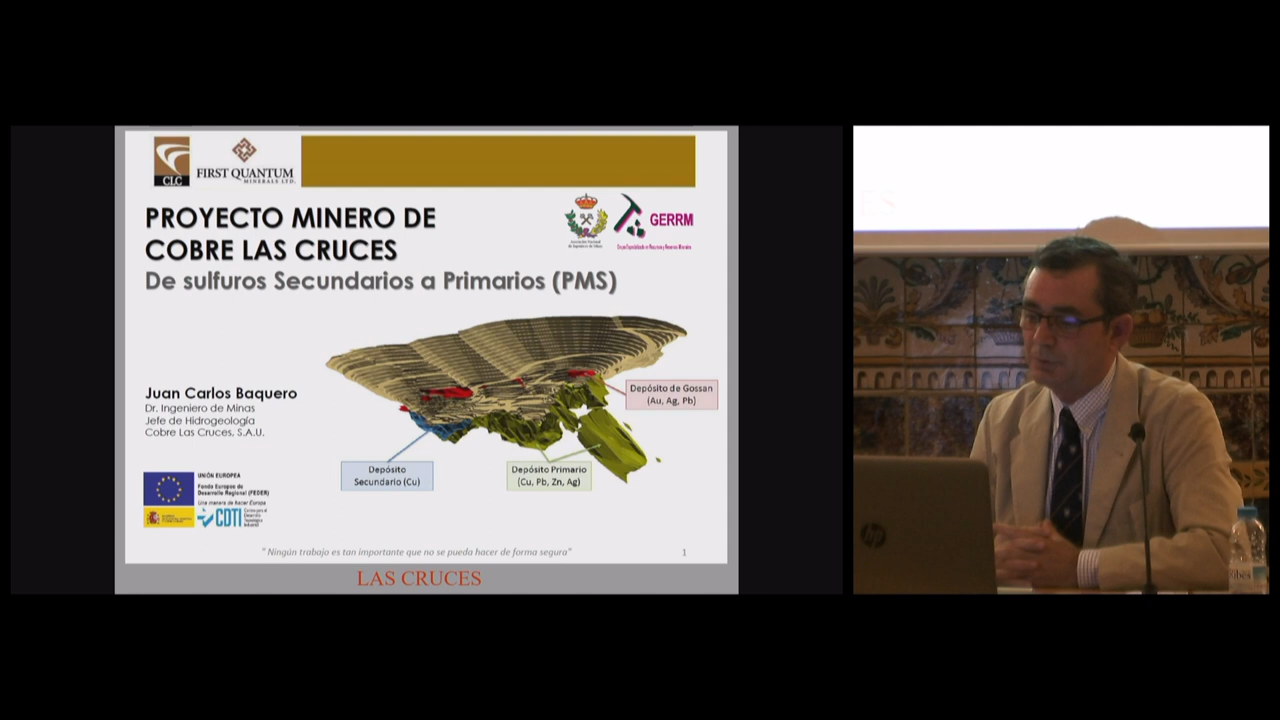 CLC
FIRST QUANTUM
MINERALS LTD.
PROYECTO MINERO DE
COBRE LAS CRUCES
De sulfuros Secundarios a Primarios (PMS)
GERRM
Juan Carlos Baquero
Dr. Ingeniero de Minas
Jefe de Hidrogeología
Cobre Las Cruces, S.A.U.
Depósito de Gossan
(Au, Ag, Pb)
Depósito
Secundario (Cu)
Depósito Primario
(Cu, Pb, Zn, Ag)
UNIÓN EUROPEA
Fondo Europeo de
Desarrollo Regional (FEDER)
Una manera de hacer Europa
CDTI
"Ningún trabajo es tan importante que no se pueda hacer de forma segura"
1
LAS CRUCES
ES
hp